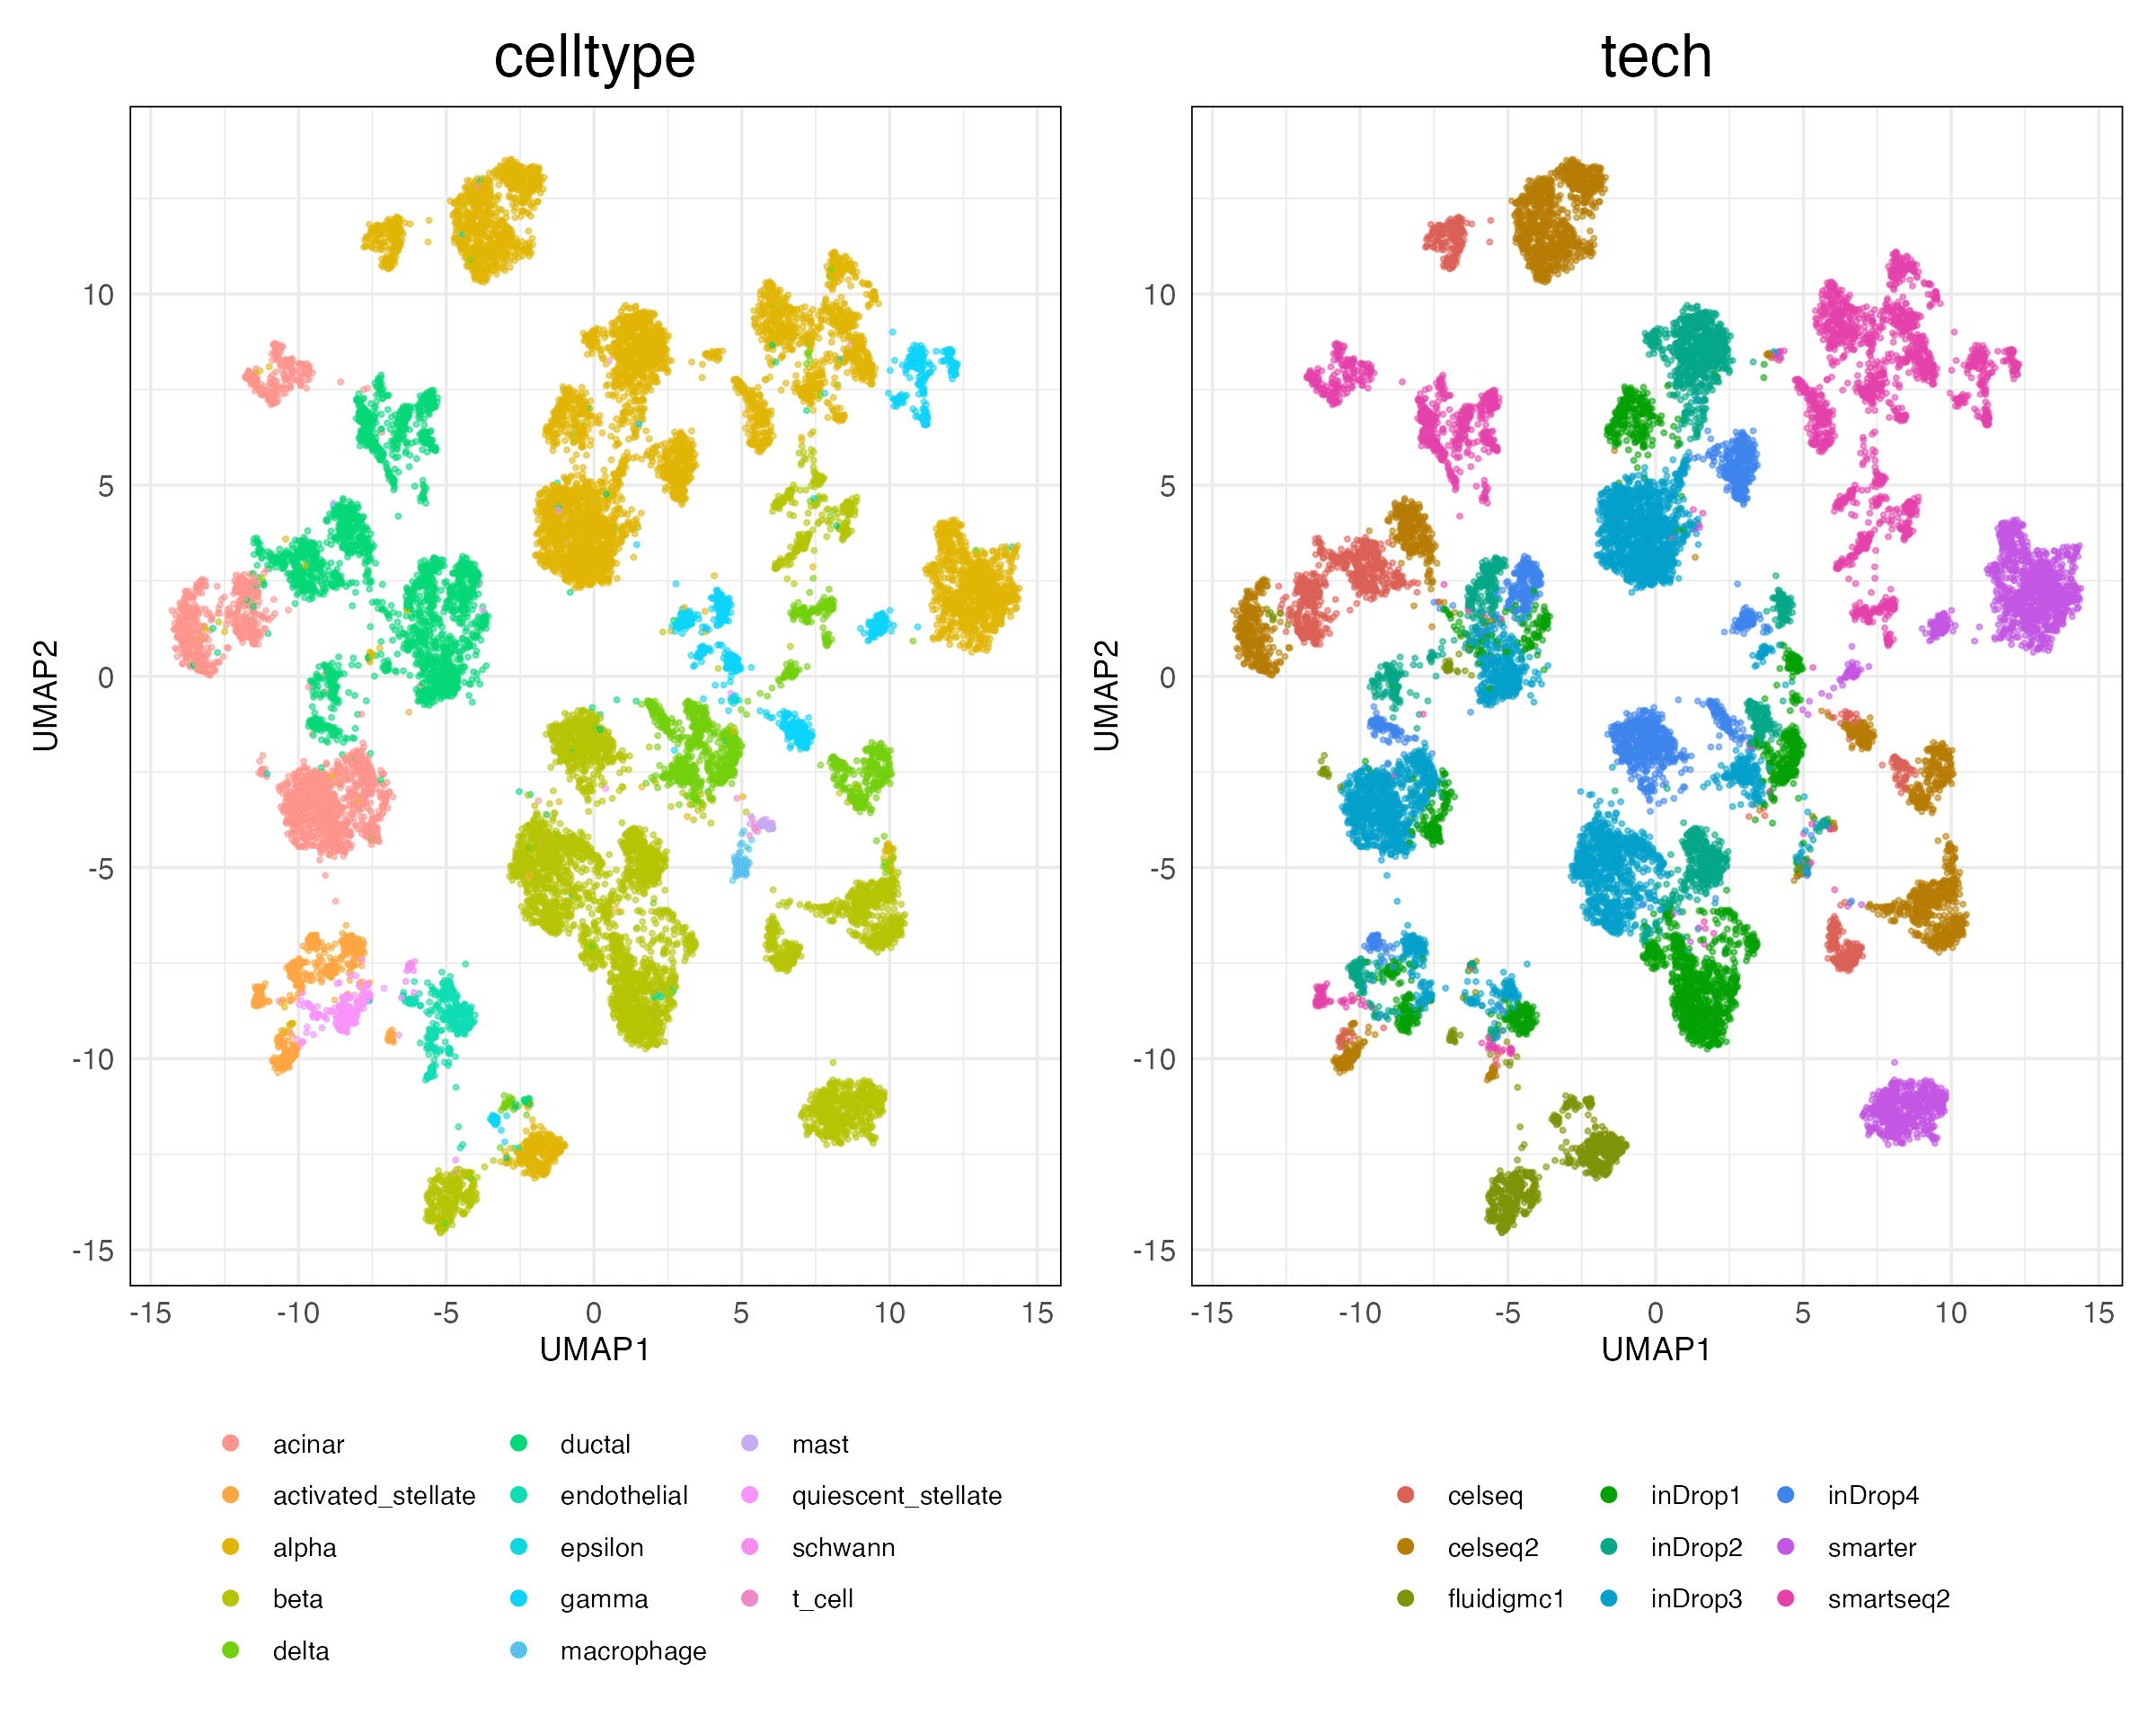 celltype
tech
10
5
0
-5
-10
-15
UMAP2
-15 -10 -5 0 5 10 15
UMAP1
10
5
0
-5
-10
-15
UMAP2
-15 -10 -5 0 5 10 15
UMAP1
acinar ductal mast
activated_stellate endothelial quiescent_stellate
alpha epsilon schwann
beta gamma t_cell
delta macrophage
celseq inDrop1 inDrop4
celseq2 inDrop2 smarter
fluidigmc1 inDrop3 smartseq2